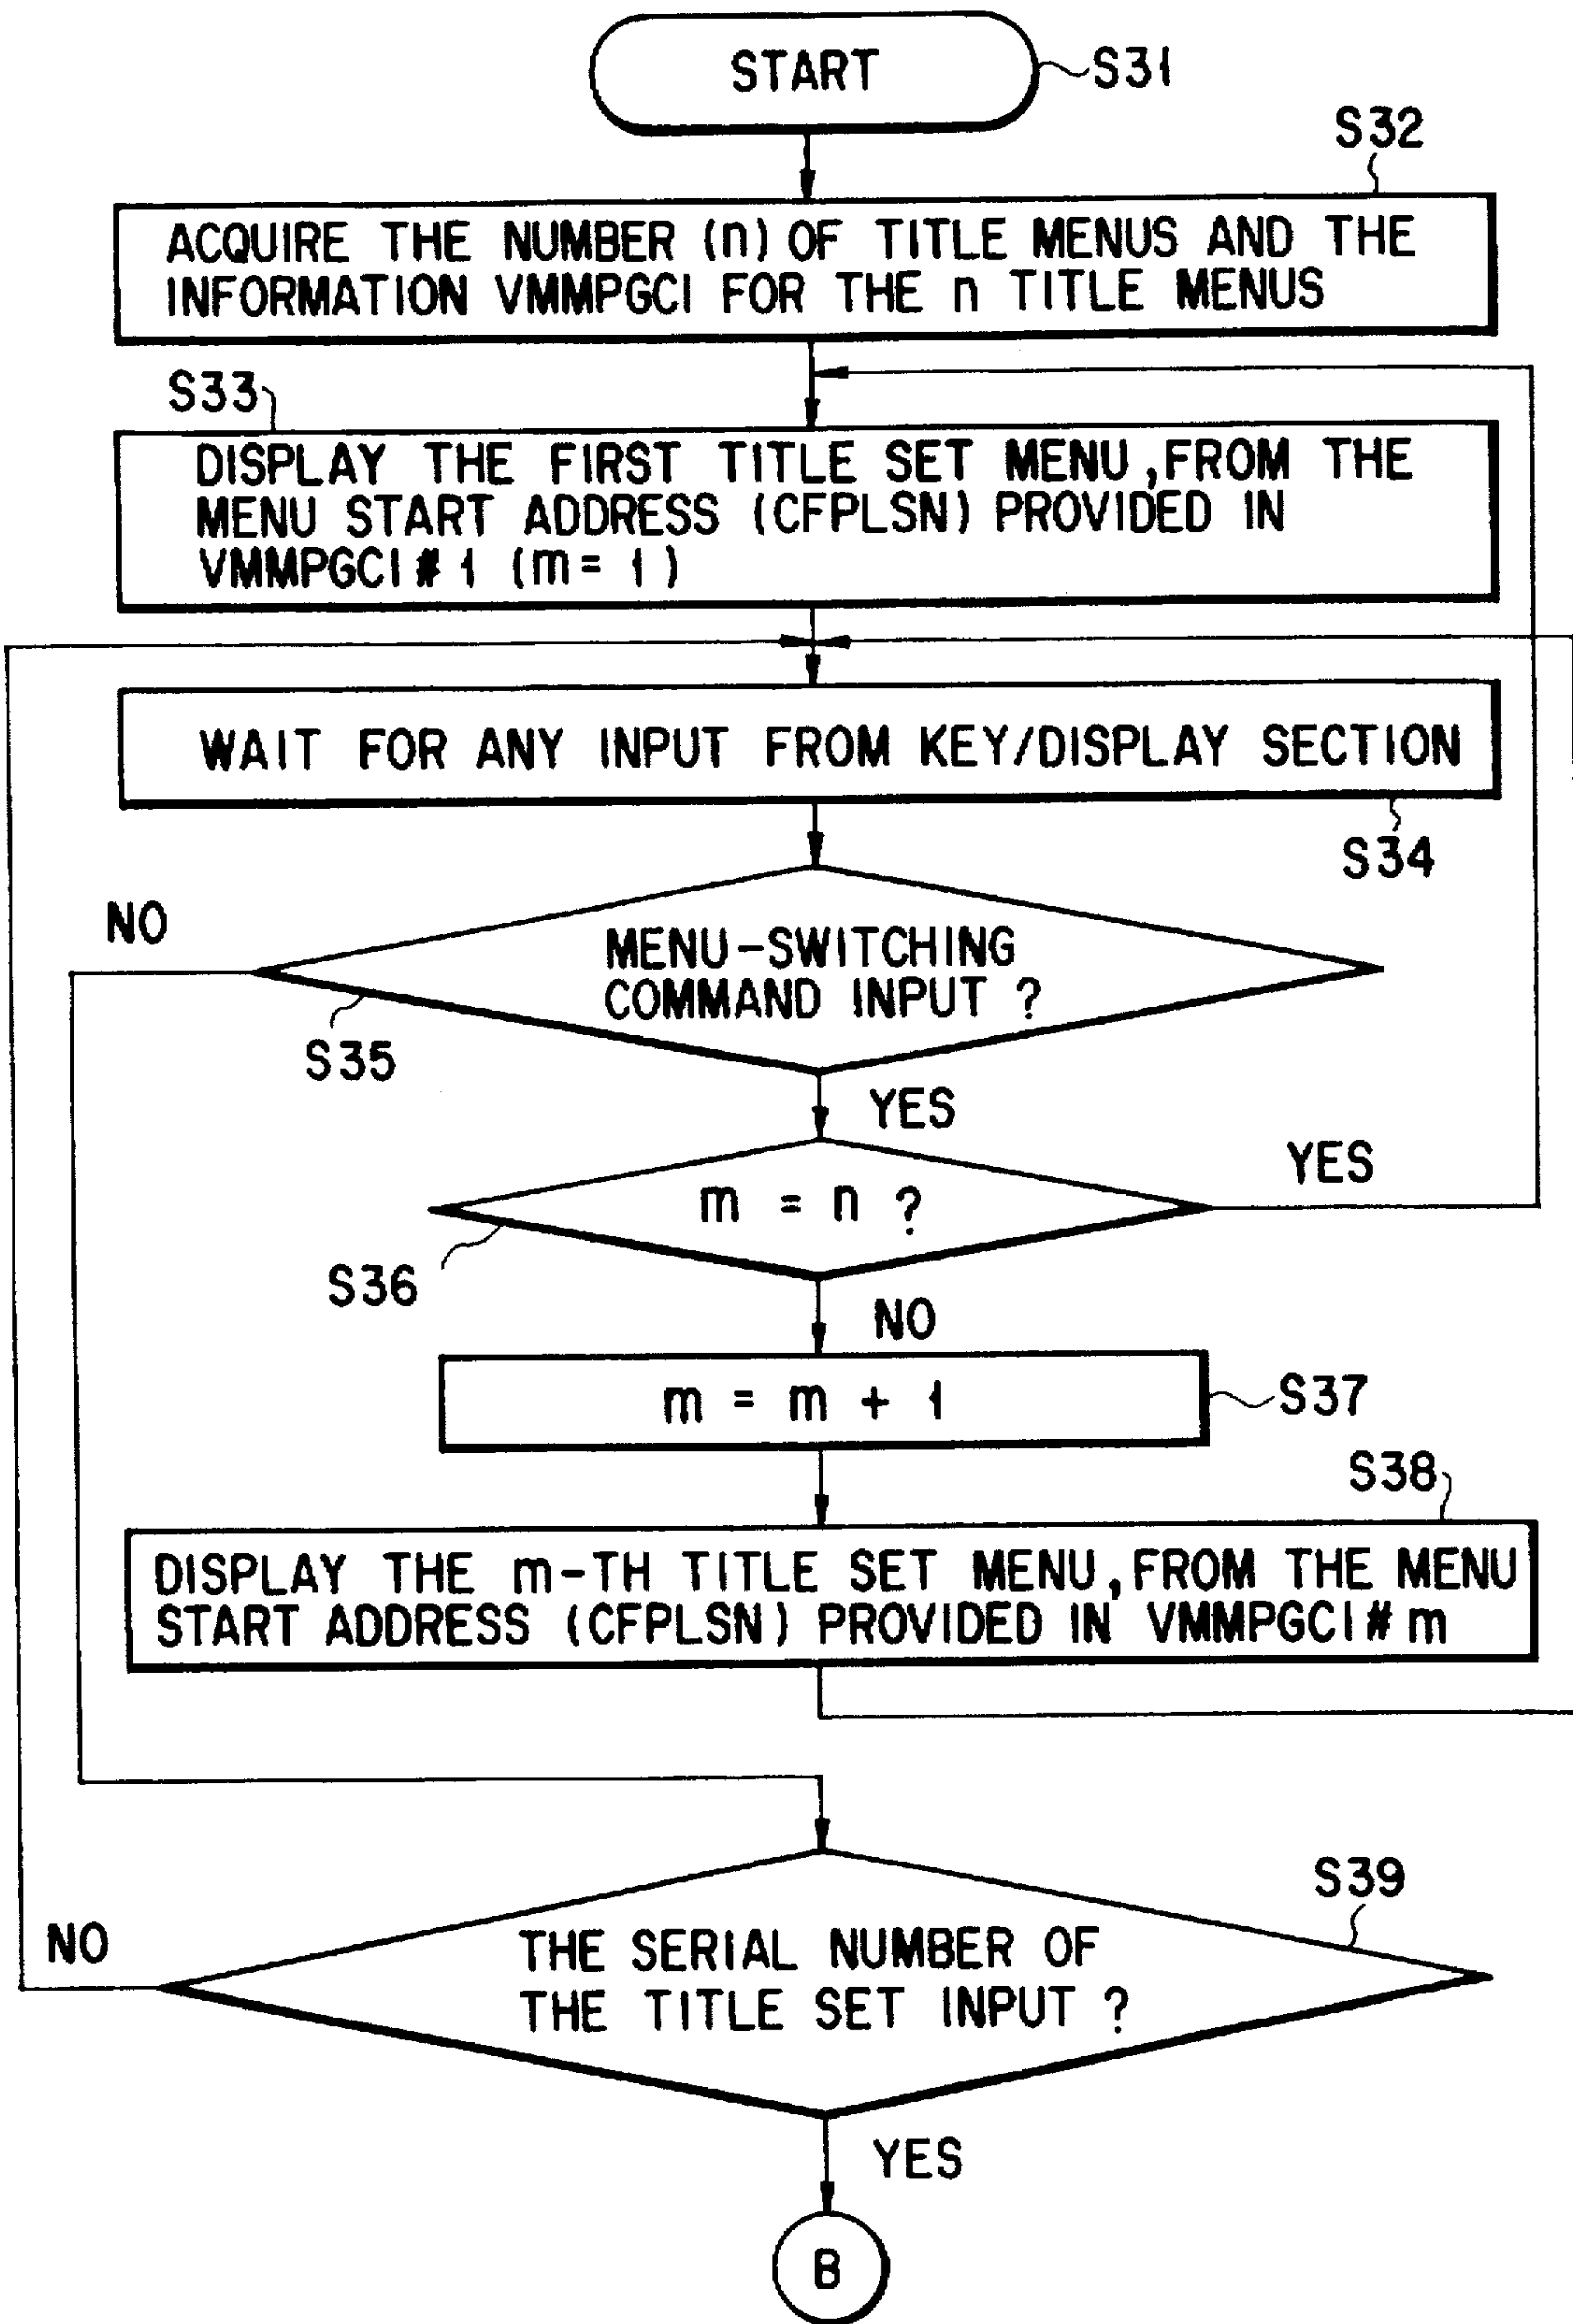 START
S31
S32
ACQUIRE THE NUMBER (n) OF TITLE MENUS AND THE
INFORMATION VMMPGCI FOR THE n TITLE MENUS
S33
DISPLAY THE FIRST TITLE SET MENU, FROM THE
MENU START ADDRESS (CFPLSN) PROVIDED IN
VMMPGCI # 1 (m = 1)
WAIT FOR ANY INPUT FROM KEY/DISPLAY SECTION
S34
NO
MENU-SWITCHING
COMMAND INPUT ?
S35
YES
YES
m = n ?
S36
NO
m = m + 1
S37
S38
DISPLAY THE m-TH TITLE SET MENU, FROM THE MENU
START ADDRESS (CFPLSN) PROVIDED IN VMMPGCI # m
S39
NO
THE SERIAL NUMBER OF
THE TITLE SET INPUT ?
YES
B